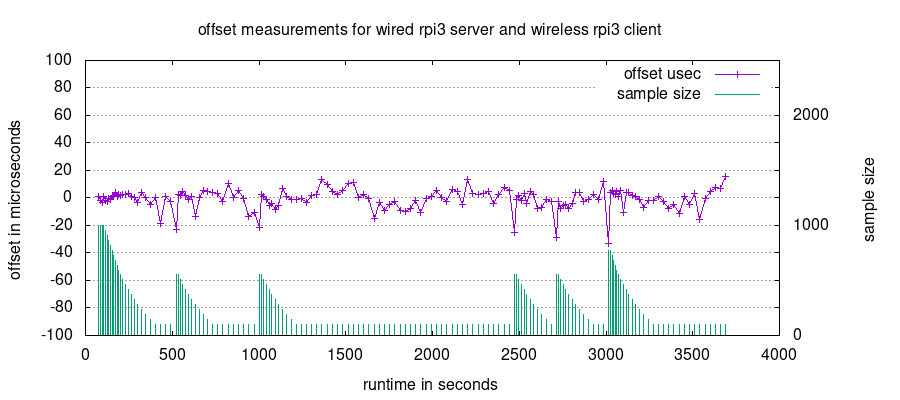 offset measurements for wired rpi3 server and wireless rpi3 client
offset usec
sample size
100
80
60
40
20
0
-20
-40
-60
-80
-100
offset in microseconds
2000
1000
0
sample size
0 500 1000 1500 2000 2500 3000 3500 4000
runtime in seconds